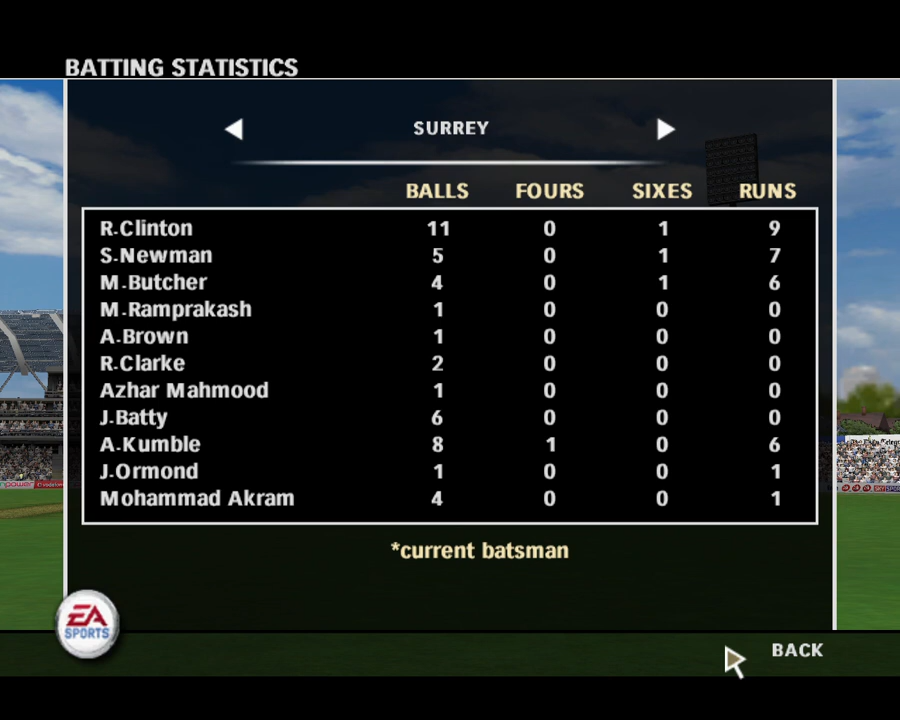 BATTING STATISTICS
SURREY
BALLS FOURS SIXES RUNS
R.Clinton 11 0 1 9
S.Newman 5 0 1 7
M.Butcher 4 0 1 6
M.Ramprakash 1 0 0 0
A.Brown 1 0 0 0
R.Clarke 2 0 0 0
Azhar Mahmood 1 0 0 0
J.Batty 6 0 0 0
A.Kumble 8 1 0 6
J.Ormond 1 0 0 1
Mohammad Akram 4 0 0 1
*current batsman
EA
SPORTS
BACK